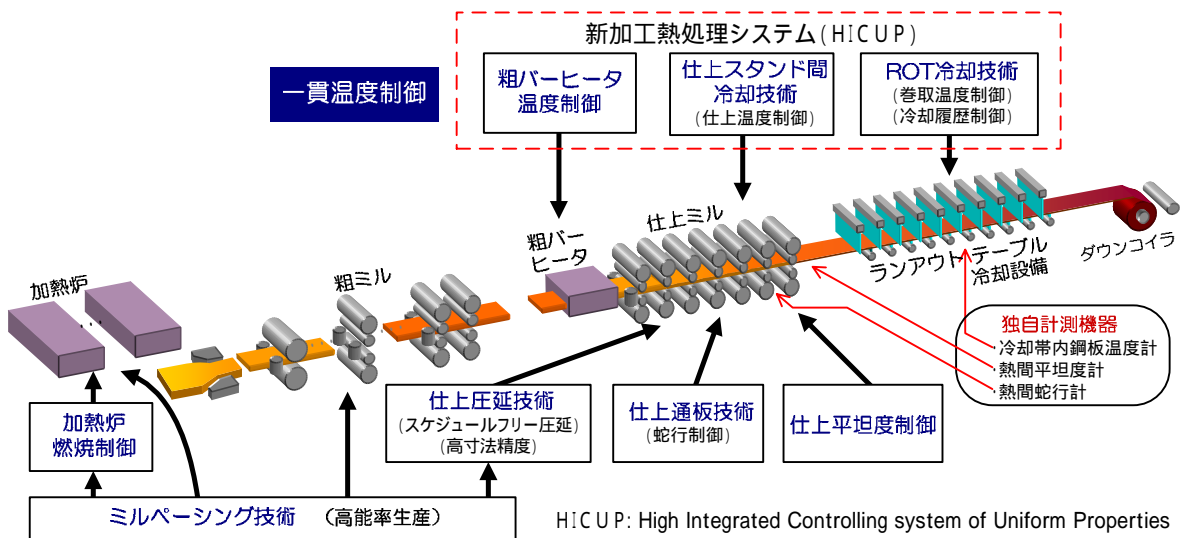 新加工熱処理システム(HICUP)
一貫温度制御
粗バーヒータ
温度制御
仕上スタンド間
冷却技術
(仕上温度制御)
ROT冷却技術
(巻取温度制御)
(冷却履歴制御)
加熱炉
粗ミル
粗バー
ヒータ
仕上ミル
ランアウトテーブル
冷却設備
ダウンコイラ
独自計測機器
冷却帯内鋼板温度計
熱間平坦度計
熱間蛇行計
加熱炉
燃焼制御
仕上圧延技術
(スケジュールフリー圧延)
(高寸法精度)
仕上通板技術
(蛇行制御)
仕上平坦度制御
ミルペーシング技術 (高能率生産)
HICUP: High Integrated Controlling system of Uniform Properties